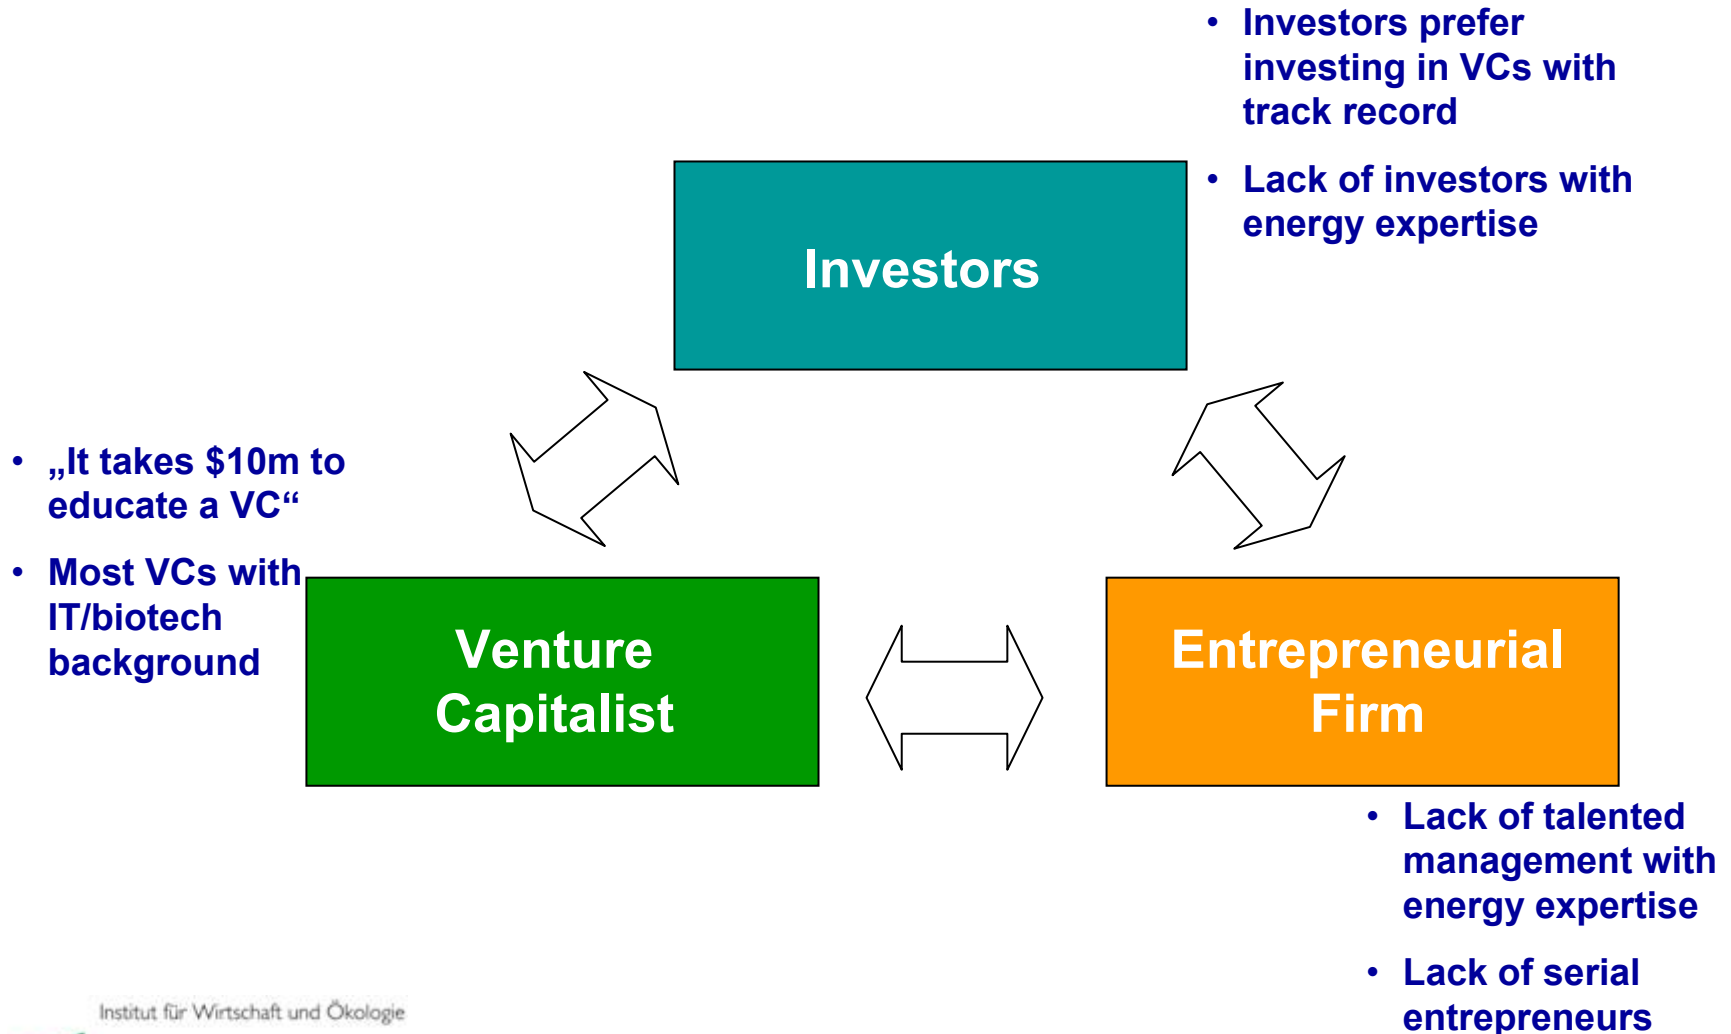 • Investors prefer
investing in VCs with
track record
• Lack of investors with
energy expertise
Investors
• „It takes $10m to
educate a VC“
• Most VCs with
IT/biotech
background
Venture
Capitalist
Entrepreneurial
Firm
• Lack of talented
management with
energy expertise
• Lack of serial
entrepreneurs
Institut für Wirtschaft und Ökologie